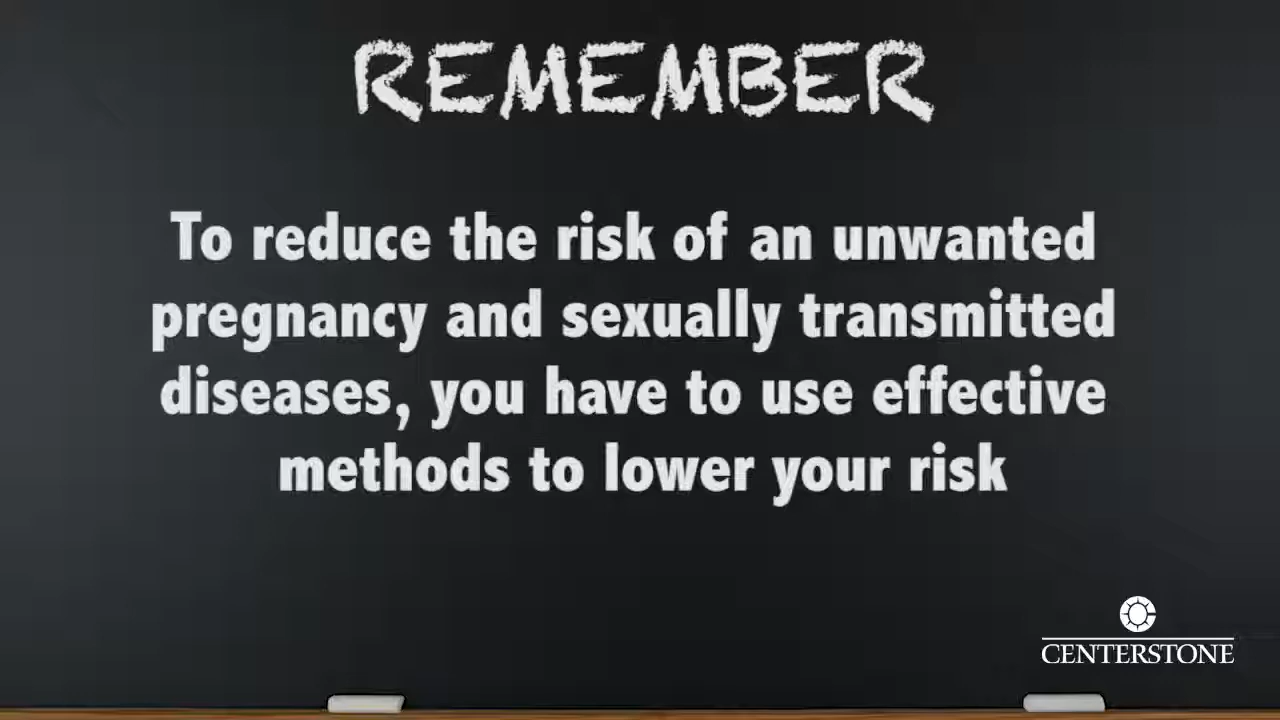 REMEMBER
To reduce the risk of an unwanted
pregnancy and sexually transmitted
diseases, you have to use effective
methods to lower your risk
CENTERSTONE